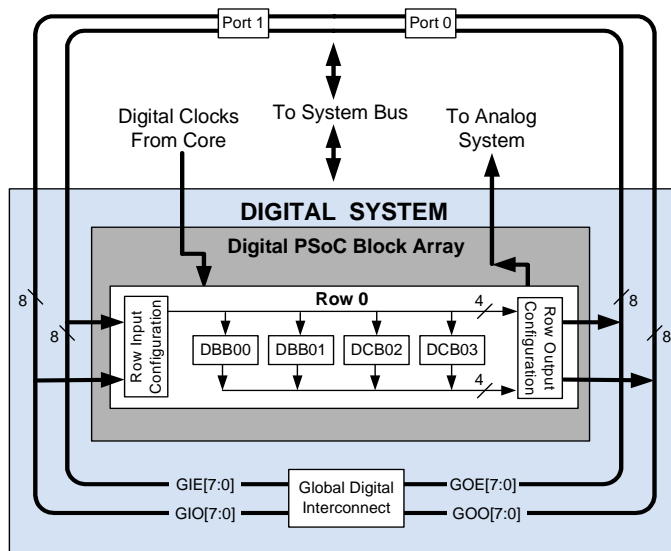 Port 1
Port 0
Digital Clocks
From Core
To System Bus
To Analog
System
DIGITAL SYSTEM
Digital PSoC Block Array
Row 0
Row Input
Configuration
4
DBB00
DBB01
DCB02
DCB03
4
Row Output
Configuration
8
8
8
8
GIE[7:0]
GIO[7:0]
Global Digital
Interconnect
GOE[7:0]
GOO[7:0]